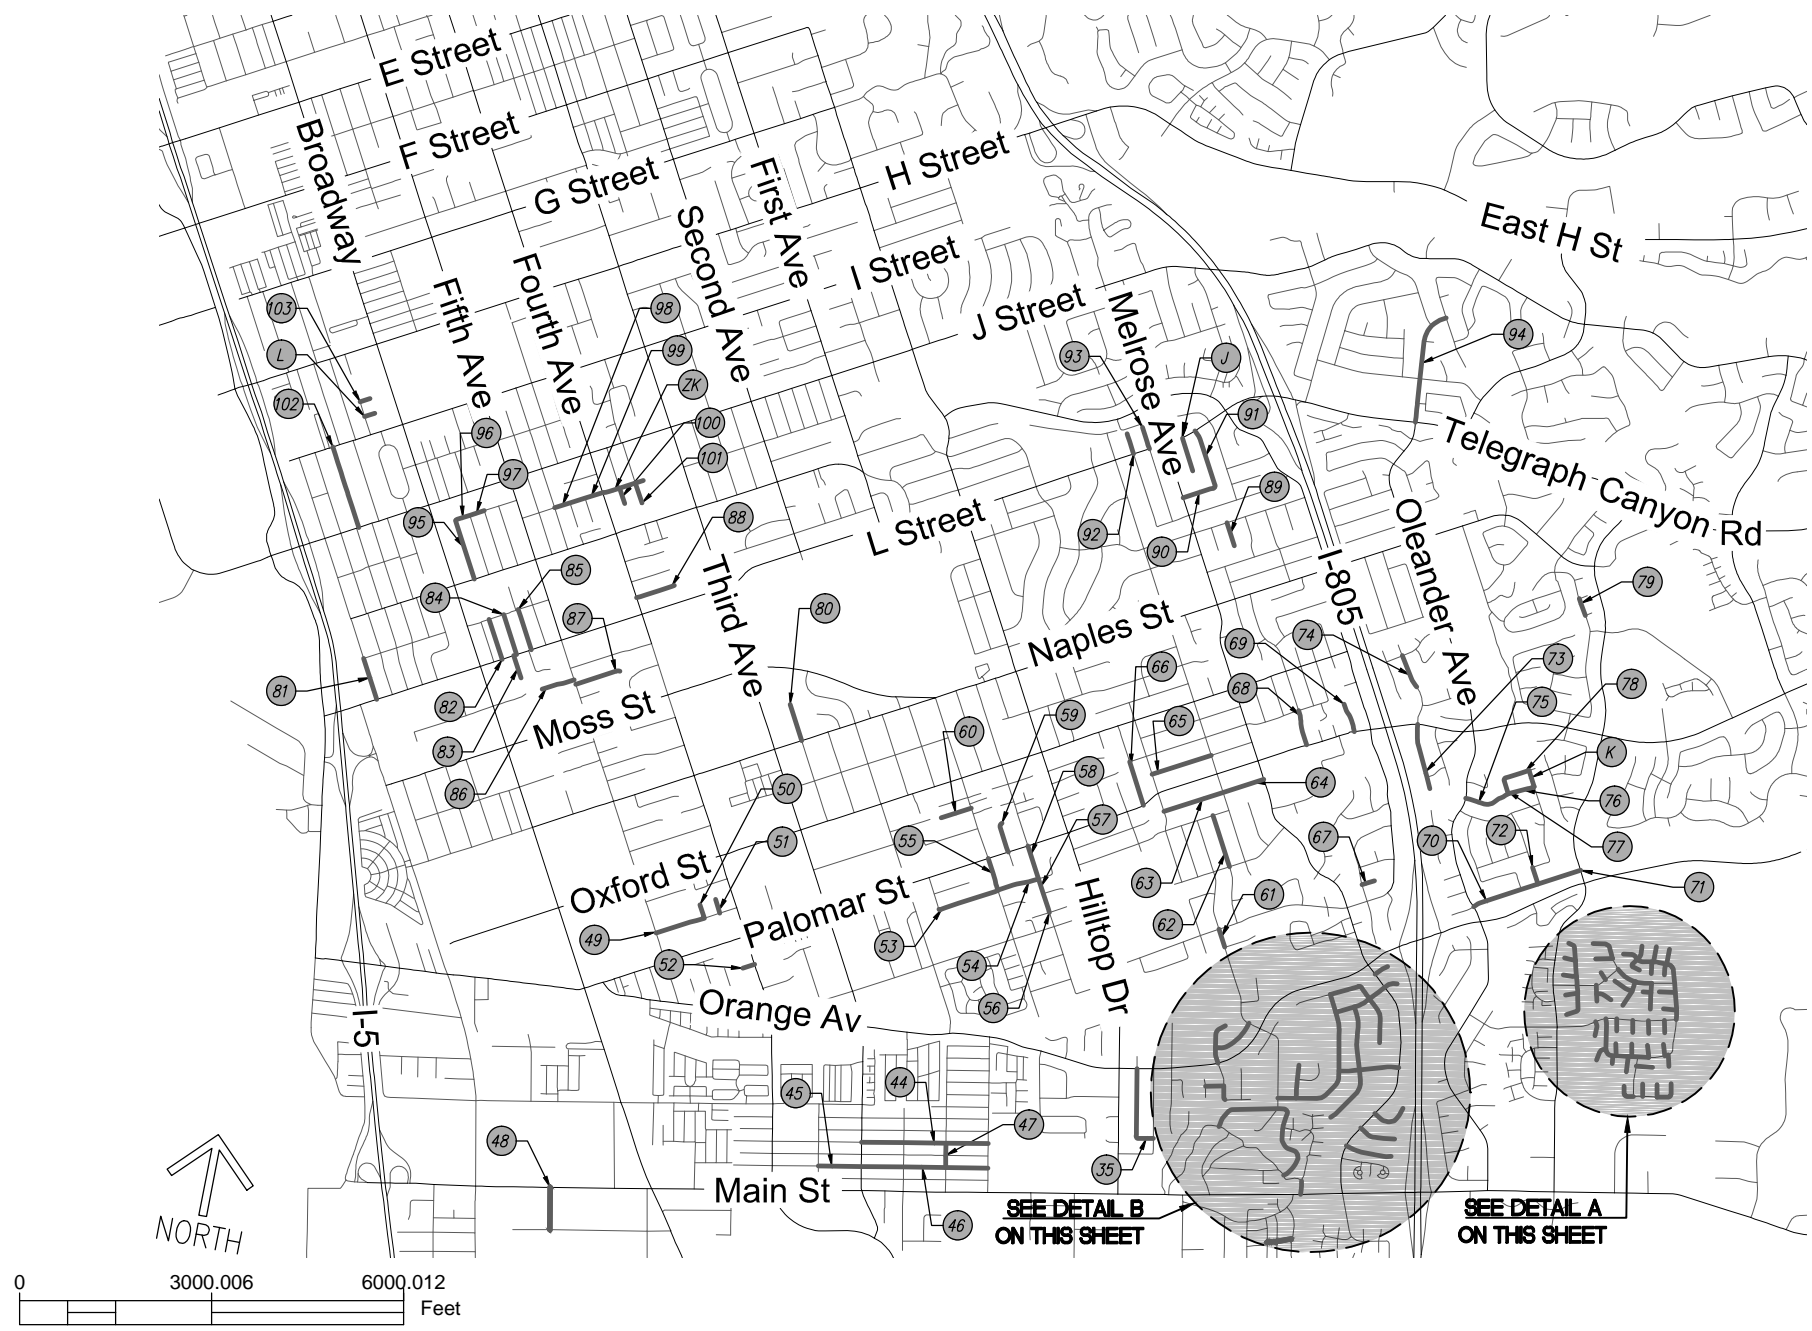 E Street
F Street
Broadway
G Street
H Street
First Ave
Second Ave
East H St
I Street
Fourth Ave
Fifth Ave
J Street
Melrose Ave
103
98
94
L
99
93
J
102
ZK
91
96
100
Telegraph Canyon Rd
101
97
89
95
88
L Street
92
90
Oleander Ave
I-805
85
84
Third Ave
79
87
80
Naples St
74
69
73
81
66
78
82
Moss St
68
75
59
65
60
83
K
58
86
50
64
76
57
51
55
67
70
72
77
Oxford St
Palomar St
63
71
Hilltop Dr
61
62
49
53
52
54
56
Orange Av
I-5
44
45
47
48
35
Main St
46
SEE DETAIL B
ON THIS SHEET
SEE DETAIL A
ON THIS SHEET
NORTH
0 3000.006 6000.012
Feet